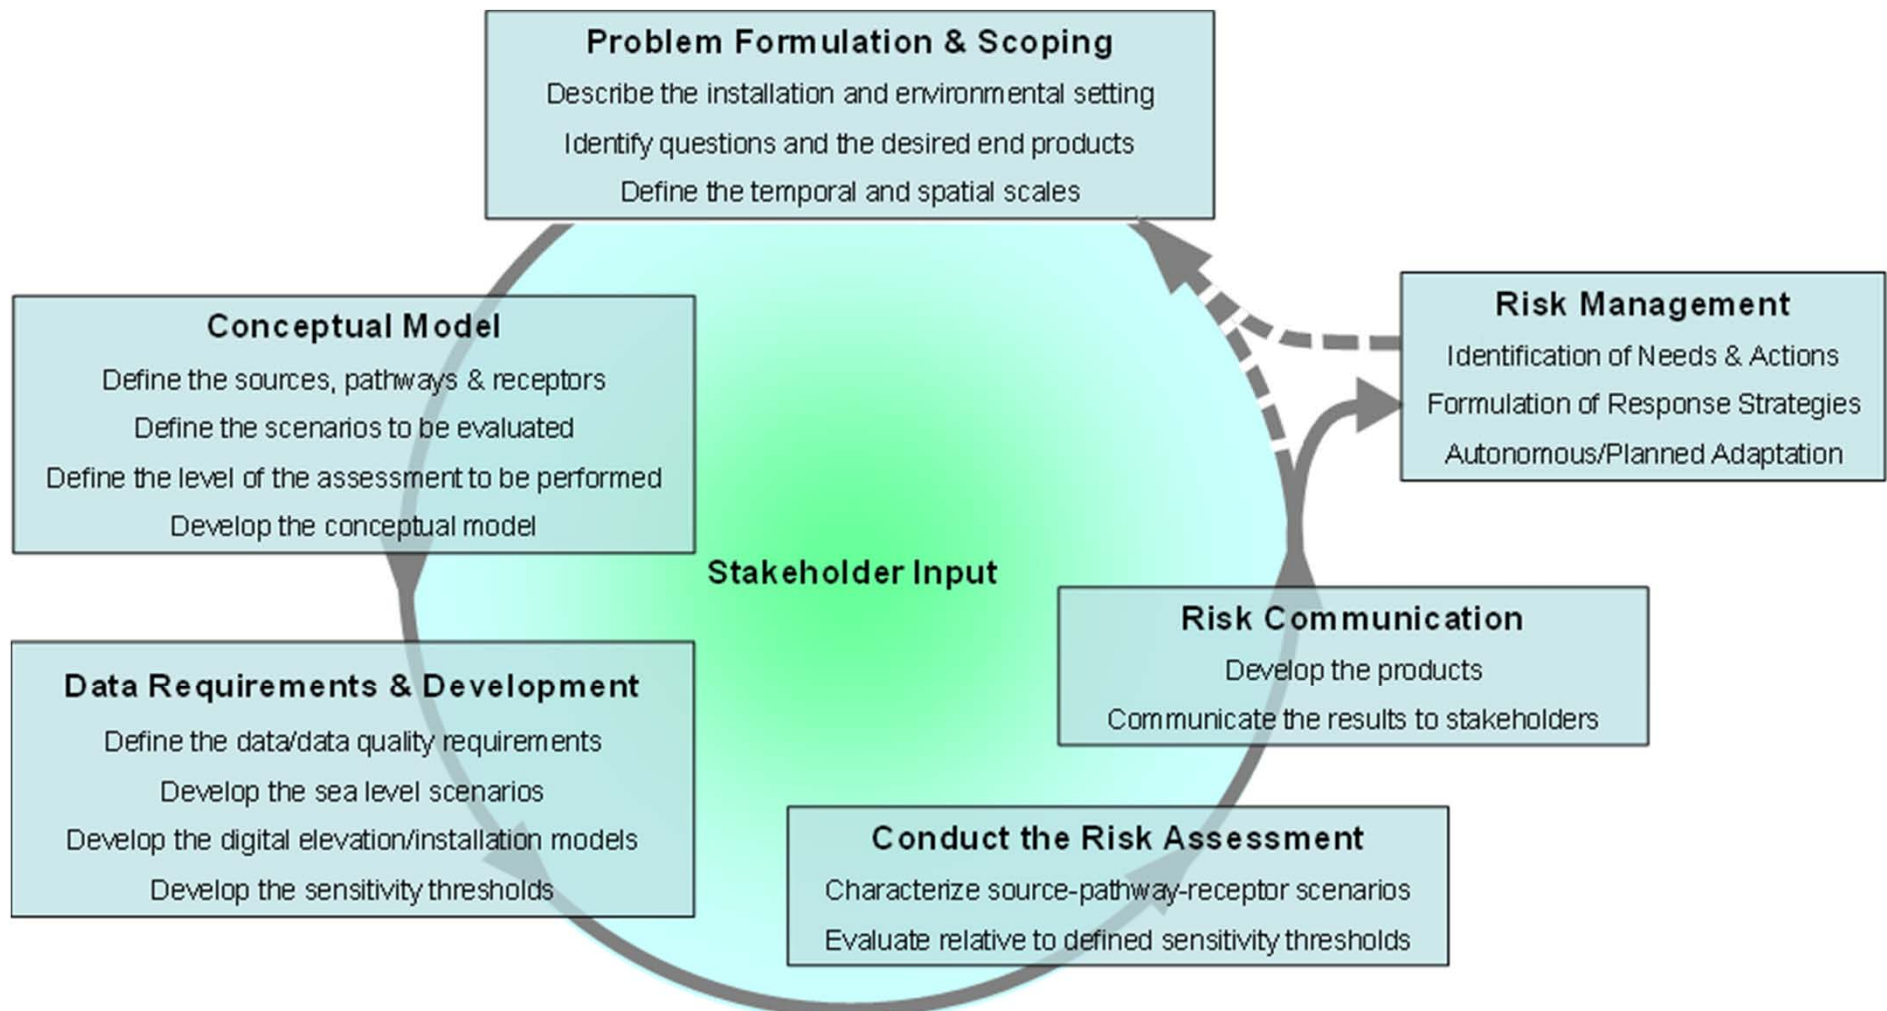 Problem Formulation & Scoping
Describe the installation and environmental setting
Identify questions and the desired end products
Define the temporal and spatial scales
Conceptual Model
Define the sources, pathways & receptors
Define the scenarios to be evaluated
Define the level of the assessment to be performed
Develop the conceptual model
Data Requirements & Development
Define the data/data quality requirements
Develop the sea level scenarios
Develop the digital elevation/installation models
Develop the sensitivity thresholds
Stakeholder Input
Conduct the Risk Assessment
Characterize source-pathway-receptor scenarios
Evaluate relative to defined sensitivity thresholds
Risk Communication
Develop the products
Communicate the results to stakeholders
Risk Management
Identification of Needs & Actions
Formulation of Response Strategies
Autonomous/Planned Adaptation